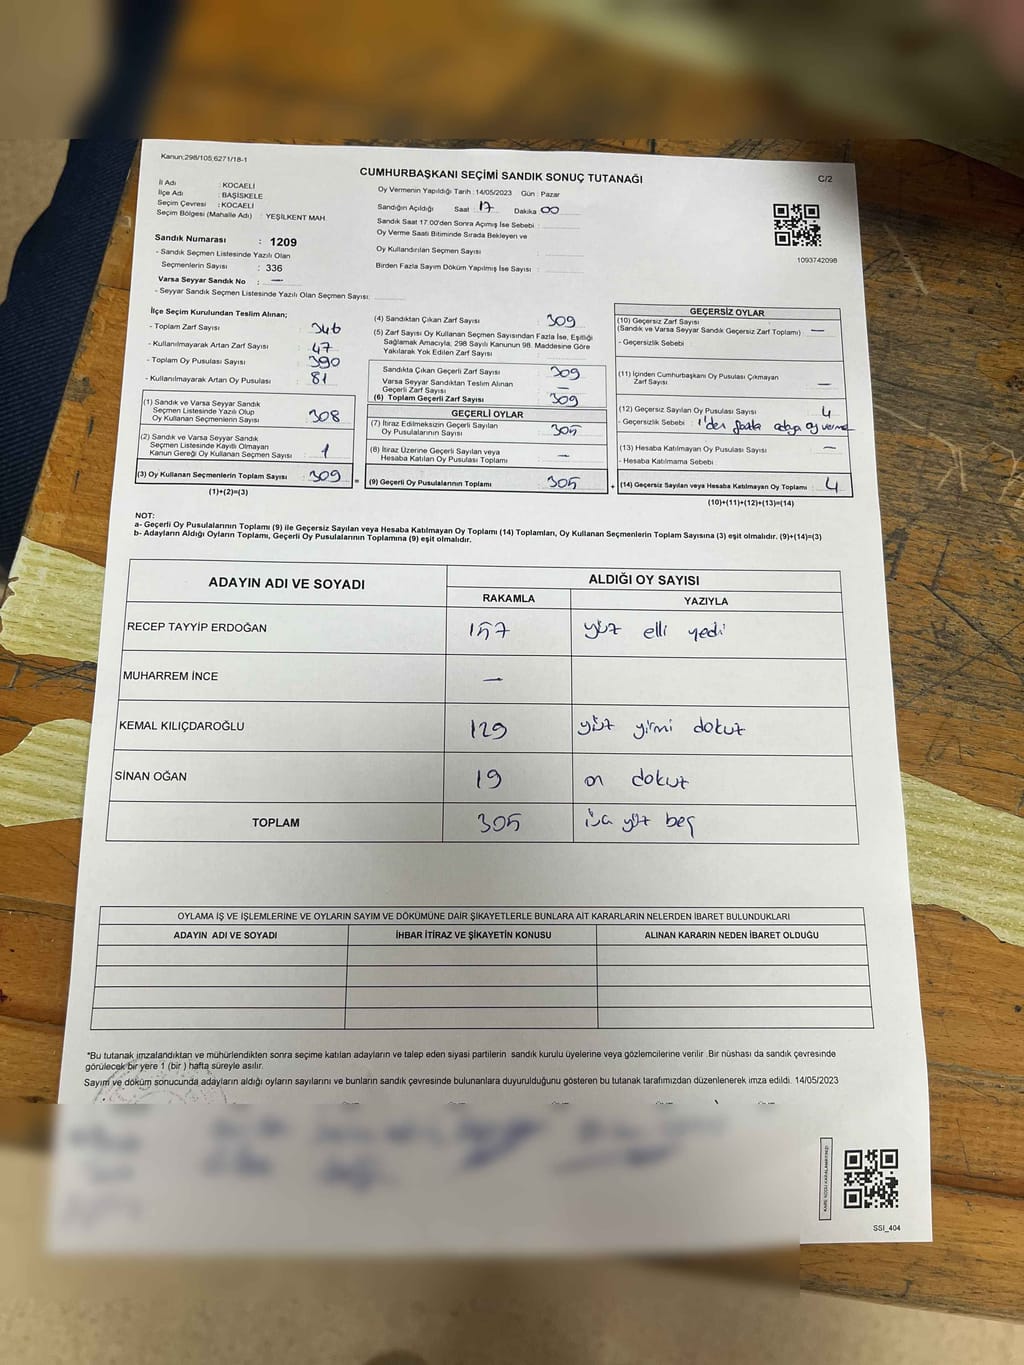 Kanun;298/105,6271/18-1
CUMHURBAŞKANI SEÇİMİ SANDIK SONUÇ TUTANAĞI
C/2
İl Adı : KOCAELİ
İlçe Adı : BAŞİSKELE
Seçim Çevresi : KOCAELİ
Seçim Bölgesi (Mahalle Adı) : YEŞİLKENT MAH.
Sandık Numarası : 1209
- Sandık Seçmen Listesinde Yazılı Olan
Seçmenlerin Sayısı : 336
Varsa Seyyar Sandık No : —
- Seyyar Sandık Seçmen Listesinde Yazılı Olan Seçmen Sayısı:
Oy Vermenin Yapıldığı Tarih : 14/05/2023 Gün : Pazar
Sandığın Açıldığı Saat : 17 Dakika 00
Sandık Saat 17.00'den Sonra Açımış İse Sebebi :
Oy Verme Saati Bitiminde Sırada Bekleyen ve
Oy Kullandırılan Seçmen Sayısı :
Birden Fazla Sayım Döküm Yapılmış İse Sayısı :
1093742098
İlçe Seçim Kurulundan Teslim Alınan;
- Toplam Zarf Sayısı : 346
- Kullanılmayarak Artan Zarf Sayısı : 47
- Toplam Oy Pusulası Sayısı : 390
- Kullanılmayarak Artan Oy Pusulası : 81
(1) Sandık ve Varsa Seyyar Sandık
Seçmen Listesinde Yazılı Olup
Oy Kullanan Seçmenlerin Sayısı : 308
(2) Sandık ve Varsa Seyyar Sandık
Seçmen Listesinde Kayıtlı Olmayan
Kanun Gereği Oy Kullanan Seçmen Sayısı : 1
(3) Oy Kullanan Seçmenlerin Toplam Sayısı : 309
(1)+(2)=(3)
(4) Sandıktan Çıkan Zarf Sayısı : 309
(5) Zarf Sayısı Oy Kullanan Seçmen Sayısından Fazla İse, Eşitliği
Sağlamak Amacıyla, 298 Sayılı Kanunun 98. Maddesine Göre
Yakılarak Yok Edilen Zarf Sayısı :
Sandıkta Çıkan Geçerli Zarf Sayısı : 309
Varsa Seyyar Sandıktan Teslim Alınan
Geçerli Zarf Sayısı : —
(6) Toplam Geçerli Zarf Sayısı : 309
GEÇERLİ OYLAR
(7) İtiraz Edilmeksizin Geçerli Sayılan
Oy Pusulalarının Sayısı : 305
(8) İtiraz Üzerine Geçerli Sayılan veya
Hesaba Katılan Oy Pusulası Toplamı : —
= (9) Geçerli Oy Pusulalarının Toplamı : 305
GEÇERSİZ OYLAR
(10) Geçersiz Zarf Sayısı
(Sandık ve Varsa Seyyar Sandık Geçersiz Zarf Toplamı) : —
- Geçersizlik Sebebi :
(11) İçinden Cumhurbaşkanı Oy Pusulası Çıkmayan
Zarf Sayısı : —
(12) Geçersiz Sayılan Oy Pusulası Sayısı : 4
- Geçersizlik Sebebi : 1'den fazla adaya oy verme
(13) Hesaba Katılmayan Oy Pusulası Sayısı : —
- Hesaba Katılmama Sebebi :
+ (14) Geçersiz Sayılan veya Hesaba Katılmayan Oy Toplamı : 4
(10)+(11)+(12)+(13)=(14)
NOT:
a- Geçerli Oy Pusulalarının Toplamı (9) ile Geçersiz Sayılan veya Hesaba Katılmayan Oy Toplamı (14) Toplamları, Oy Kullanan Seçmenlerin Toplam Sayısına (3) eşit olmalıdır. (9)+(14)=(3)
b- Adayların Aldığı Oyların Toplamı, Geçerli Oy Pusulalarının Toplamına (9) eşit olmalıdır.
ADAYIN ADI VE SOYADI ALDIĞI OY SAYISI
RAKAMLA YAZIYLA
RECEP TAYYİP ERDOĞAN 157 yüz elli yedi
MUHARREM İNCE —
KEMAL KILIÇDAROĞLU 129 yüz yirmi dokuz
SİNAN OĞAN 19 on dokuz
TOPLAM 305 üç yüz beş
OYLAMA İŞ VE İŞLEMLERİNE VE OYLARIN SAYIM VE DÖKÜMÜNE DAİR ŞİKAYETLERLE BUNLARA AİT KARARLARIN NELERDEN İBARET BULUNDUKLARI
ADAYIN ADI VE SOYADI İHBAR İTİRAZ VE ŞİKAYETİN KONUSU ALINAN KARARIN NEDEN İBARET OLDUĞU
*Bu tutanak imzalandıktan ve mühürlendikten sonra seçime katılan adayların ve talep eden siyasi partilerin sandık kurulu üyelerine veya gözlemcilerine verilir .Bir nüshası da sandık çevresinde
görülecek bir yere 1 (bir ) hafta süreyle asılır.
Sayım ve döküm sonucunda adayların aldığı oyların sayılarını ve bunların sandık çevresinde bulunanlara duyurulduğunu gösteren bu tutanak tarafımızdan düzenlenerek imza edildi. 14/05/2023
SSI_404